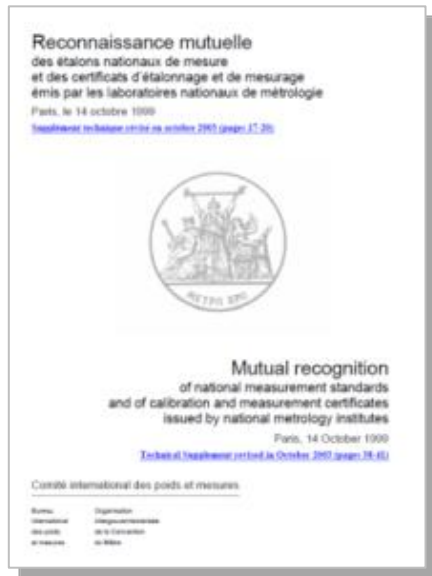 Reconnaissance mutuelle
des étalons nationaux de mesure
et des certificats d'étalonnage et de mesurage
émis par les laboratoires nationaux de métrologie
Paris, le 14 octobre 1999
Supplément technique révisé en octobre 2003 (pages 17-20)
ΜΕΤΡΩ ΧΡΩ
Mutual recognition
of national measurement standards
and of calibration and measurement certificates
issued by national metrology institutes
Paris, 14 October 1999
Technical Supplement revised in October 2003 (pages 38-41)
Comité international des poids et mesures
Bureau
international
des poids
et mesures
Organisation
intergouvernementale
de la Convention
du Mètre